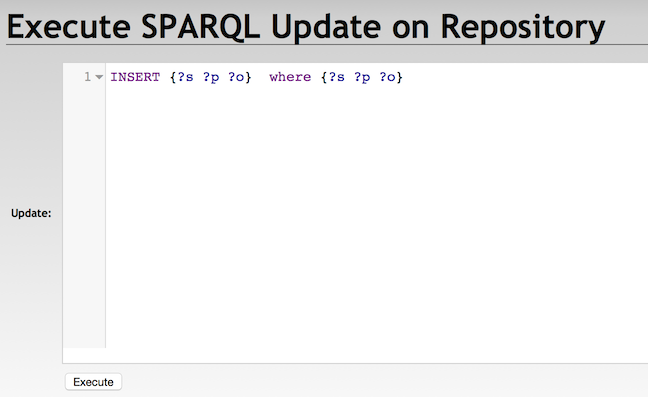 Execute SPARQL Update on Repository
1
INSERT {?s ?p ?o}  where {?s ?p ?o}
Update:
Execute